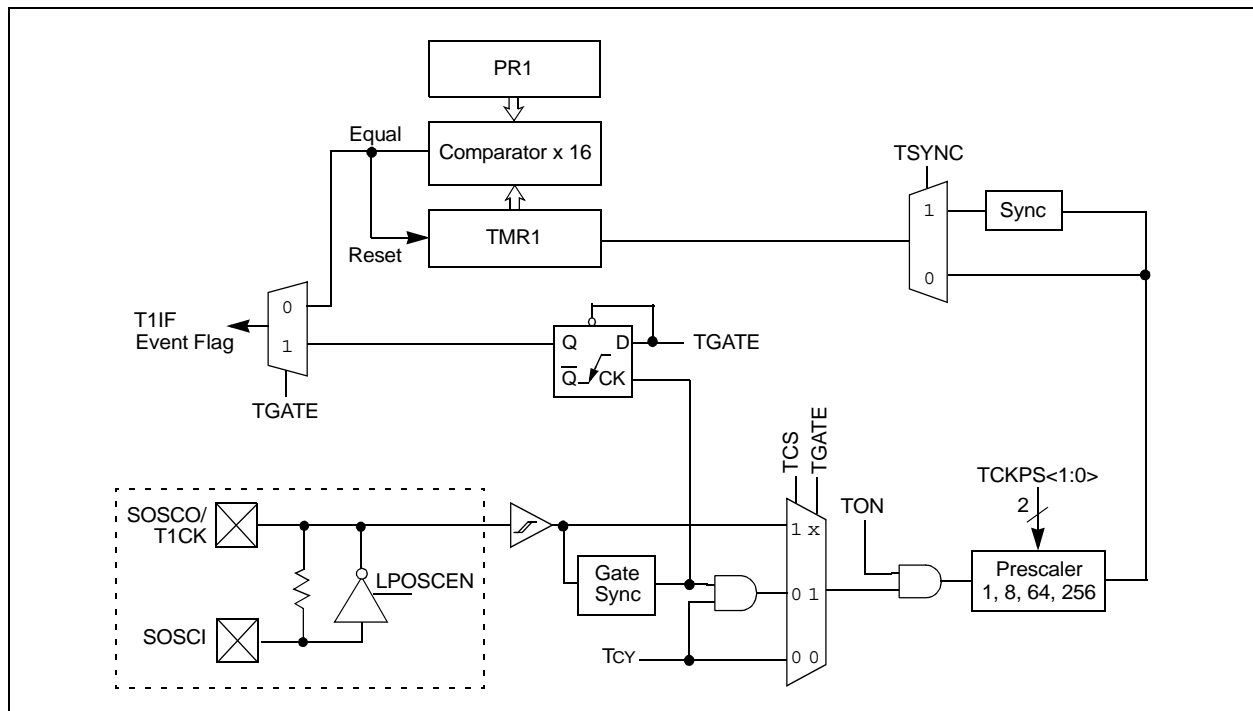 PR1
Equal
Comparator x 16
TSYNC
1
Sync
Reset
TMR1
0
0
T1IF
Event Flag
1
Q
D
TGATE
Q̅
CK
TGATE
TCS
TGATE
TCKPS<1:0>
2
SOSCO/
T1CK
TON
1 x
LPOSCEN
Gate
Sync
Prescaler
1, 8, 64, 256
0 1
SOSCI
TCY
0 0